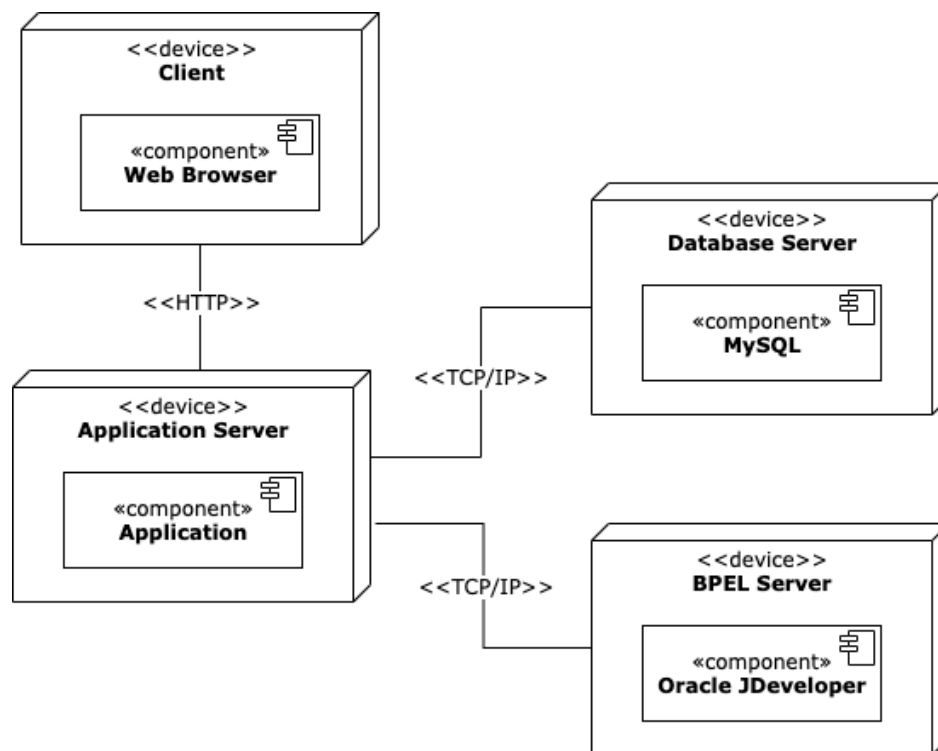 <<device>>
Client
«component»
Web Browser
<<HTTP>>
<<device>>
Application Server
«component»
Application
<<TCP/IP>>
<<device>>
Database Server
«component»
MySQL
<<TCP/IP>>
<<device>>
BPEL Server
«component»
Oracle JDeveloper